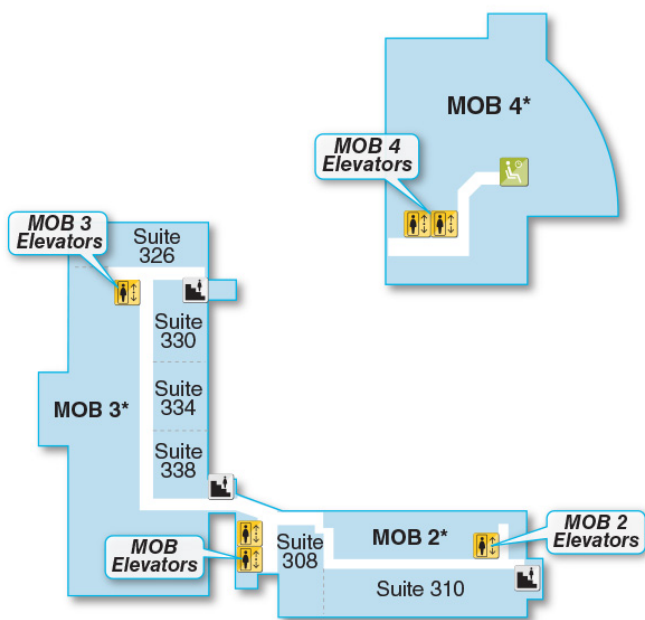 MOB 4*
MOB 4
Elevators
MOB 3
Elevators
Suite
326
Suite
330
Suite
334
MOB 3*
Suite
338
MOB
Elevators
Suite
308
MOB 2*
MOB 2
Elevators
Suite 310